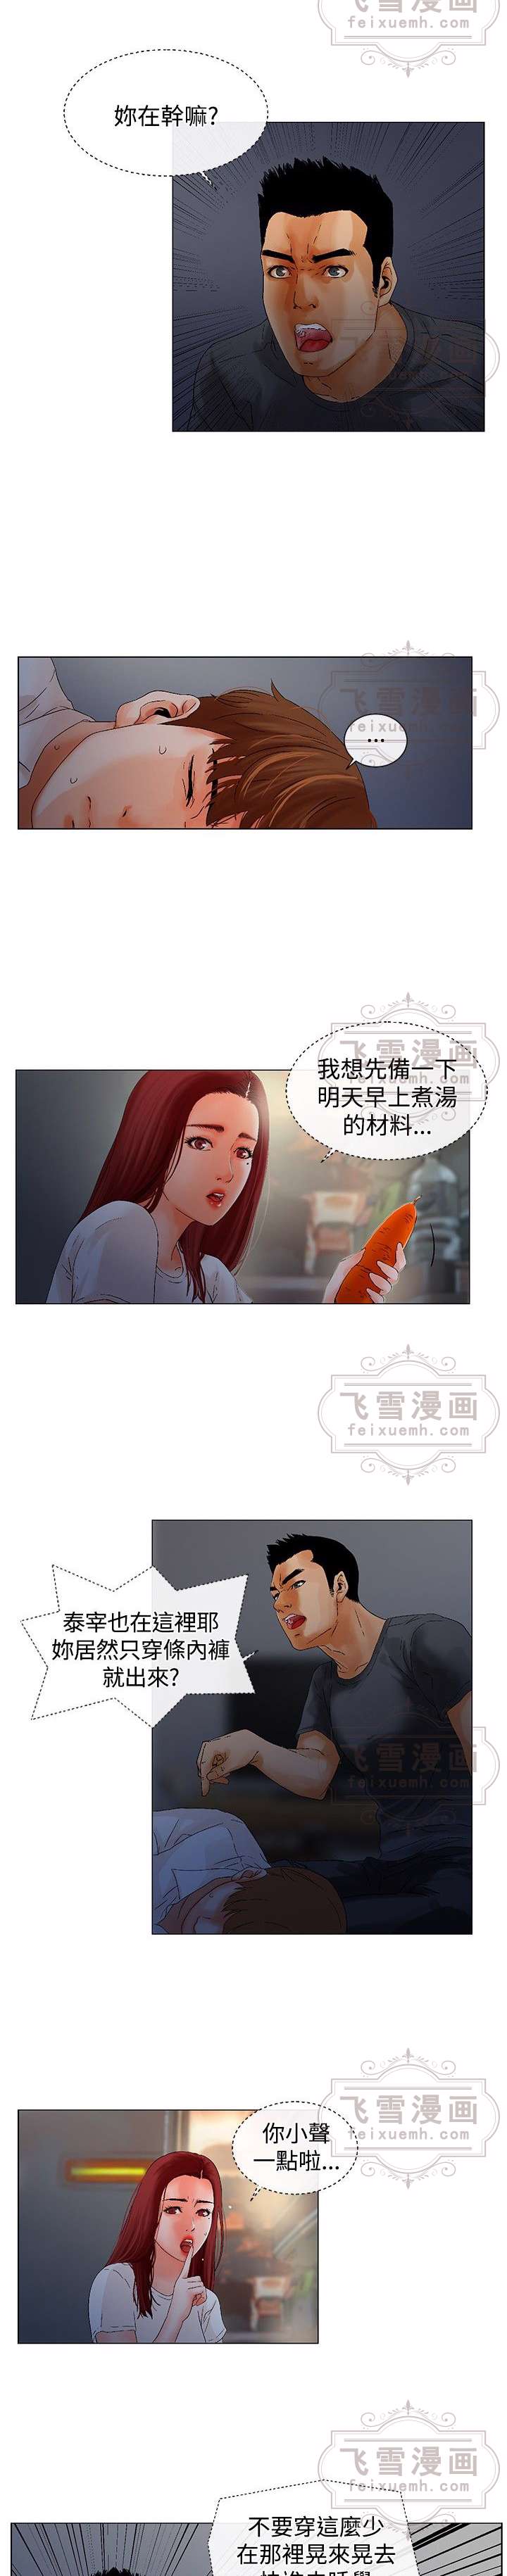 飞雪漫画
feixuemh.com
妳在幹嘛?
飞雪漫画
飞雪漫画
feixuemh.com
...
飞雪漫画
我想先備一下
明天早上煮湯
的材料...
飞雪漫画
feixuemh.com
泰宰也在這裡耶
妳居然只穿條內褲
就出來?
飞雪漫画
feixuemh.com
飞雪漫画
feixuemh.com
你小聲
一點啦...
飞雪漫画
feixuemh.com
不要穿這麼少
在那裡晃來晃去